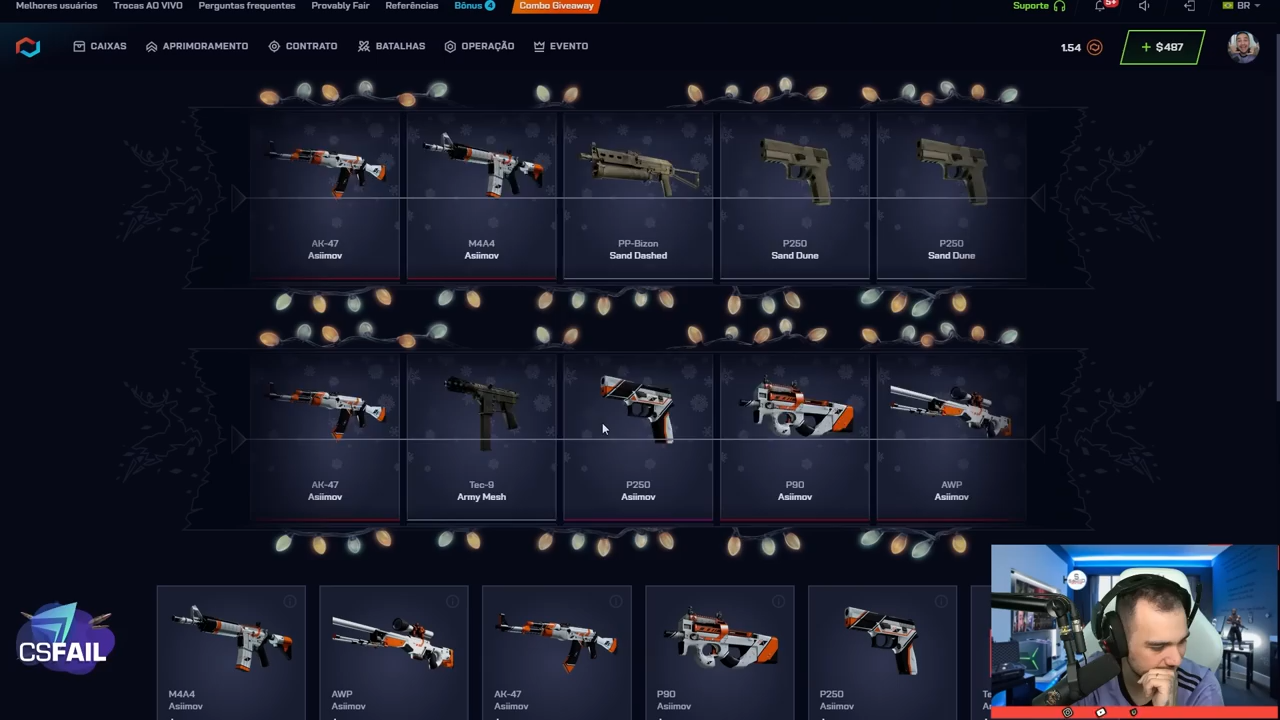 Melhores usuários Trocas AO VIVO Perguntas frequentes Provably Fair Referências Bônus 4 Combo Giveaway Suporte 5+ BR
CAIXAS APRIMORAMENTO CONTRATO BATALHAS OPERAÇÃO EVENTO 1.54 + $487
AK-47 M4A4 PP-Bizon P250 P250
Asiimov Asiimov Sand Dashed Sand Dune Sand Dune
AK-47 Tec-9 P250 P90 AWP
Asiimov Army Mesh Asiimov Asiimov Asiimov
CSFAIL
M4A4 AWP AK-47 P90 P250
Asiimov Asiimov Asiimov Asiimov Asiimov